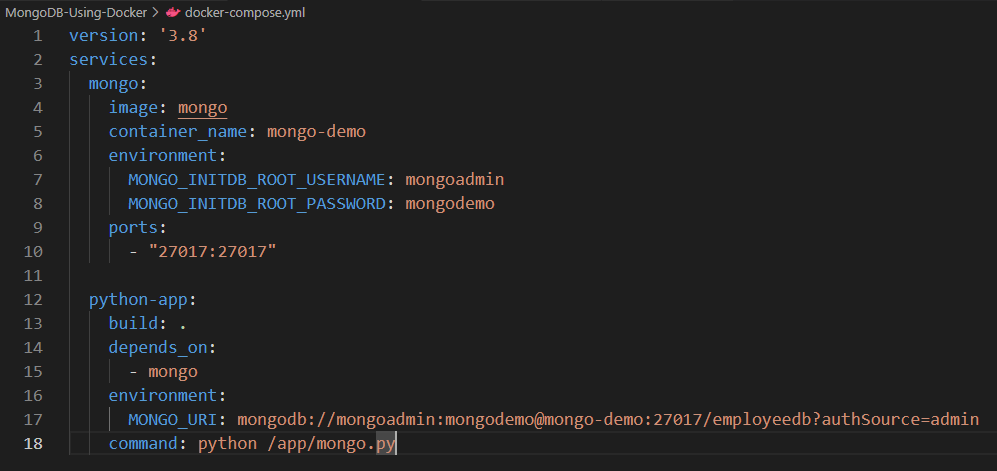 MongoDB-Using-Docker > docker-compose.yml
1 version: '3.8'
2 services:
3   mongo:
4     image: mongo
5     container_name: mongo-demo
6     environment:
7       MONGO_INITDB_ROOT_USERNAME: mongoadmin
8       MONGO_INITDB_ROOT_PASSWORD: mongodemo
9     ports:
10       - "27017:27017"
11
12   python-app:
13     build: .
14     depends_on:
15       - mongo
16     environment:
17       MONGO_URI: mongodb://mongoadmin:mongodemo@mongo-demo:27017/employeedb?authSource=admin
18     command: python /app/mongo.py